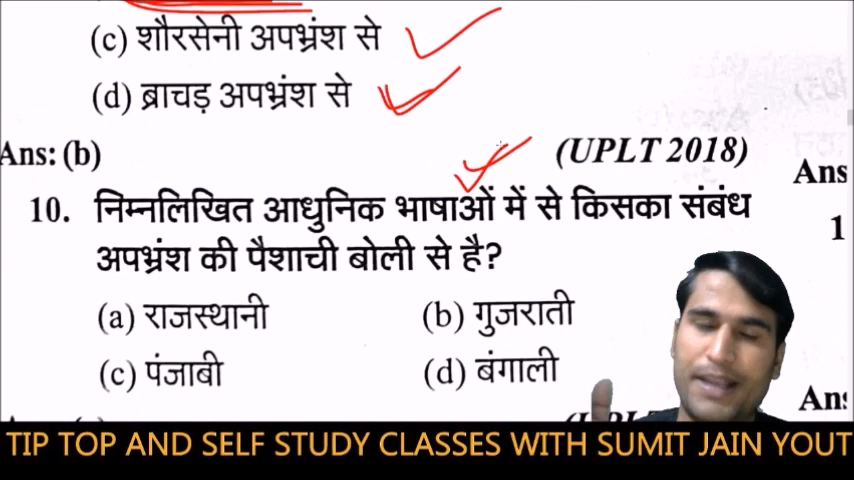 (c) शौरसेनी अपभ्रंश से
(d) ब्राचड़ अपभ्रंश से
Ans: (b)
(UPLT 2018)
Ans
10. निम्नलिखित आधुनिक भाषाओं में से किसका संबंध
1
अपभ्रंश की पैशाची बोली से है?
(a) राजस्थानी
(b) गुजराती
(c) पंजाबी
(d) बंगाली
Ans
TIP TOP AND SELF STUDY CLASSES WITH SUMIT JAIN YOUT